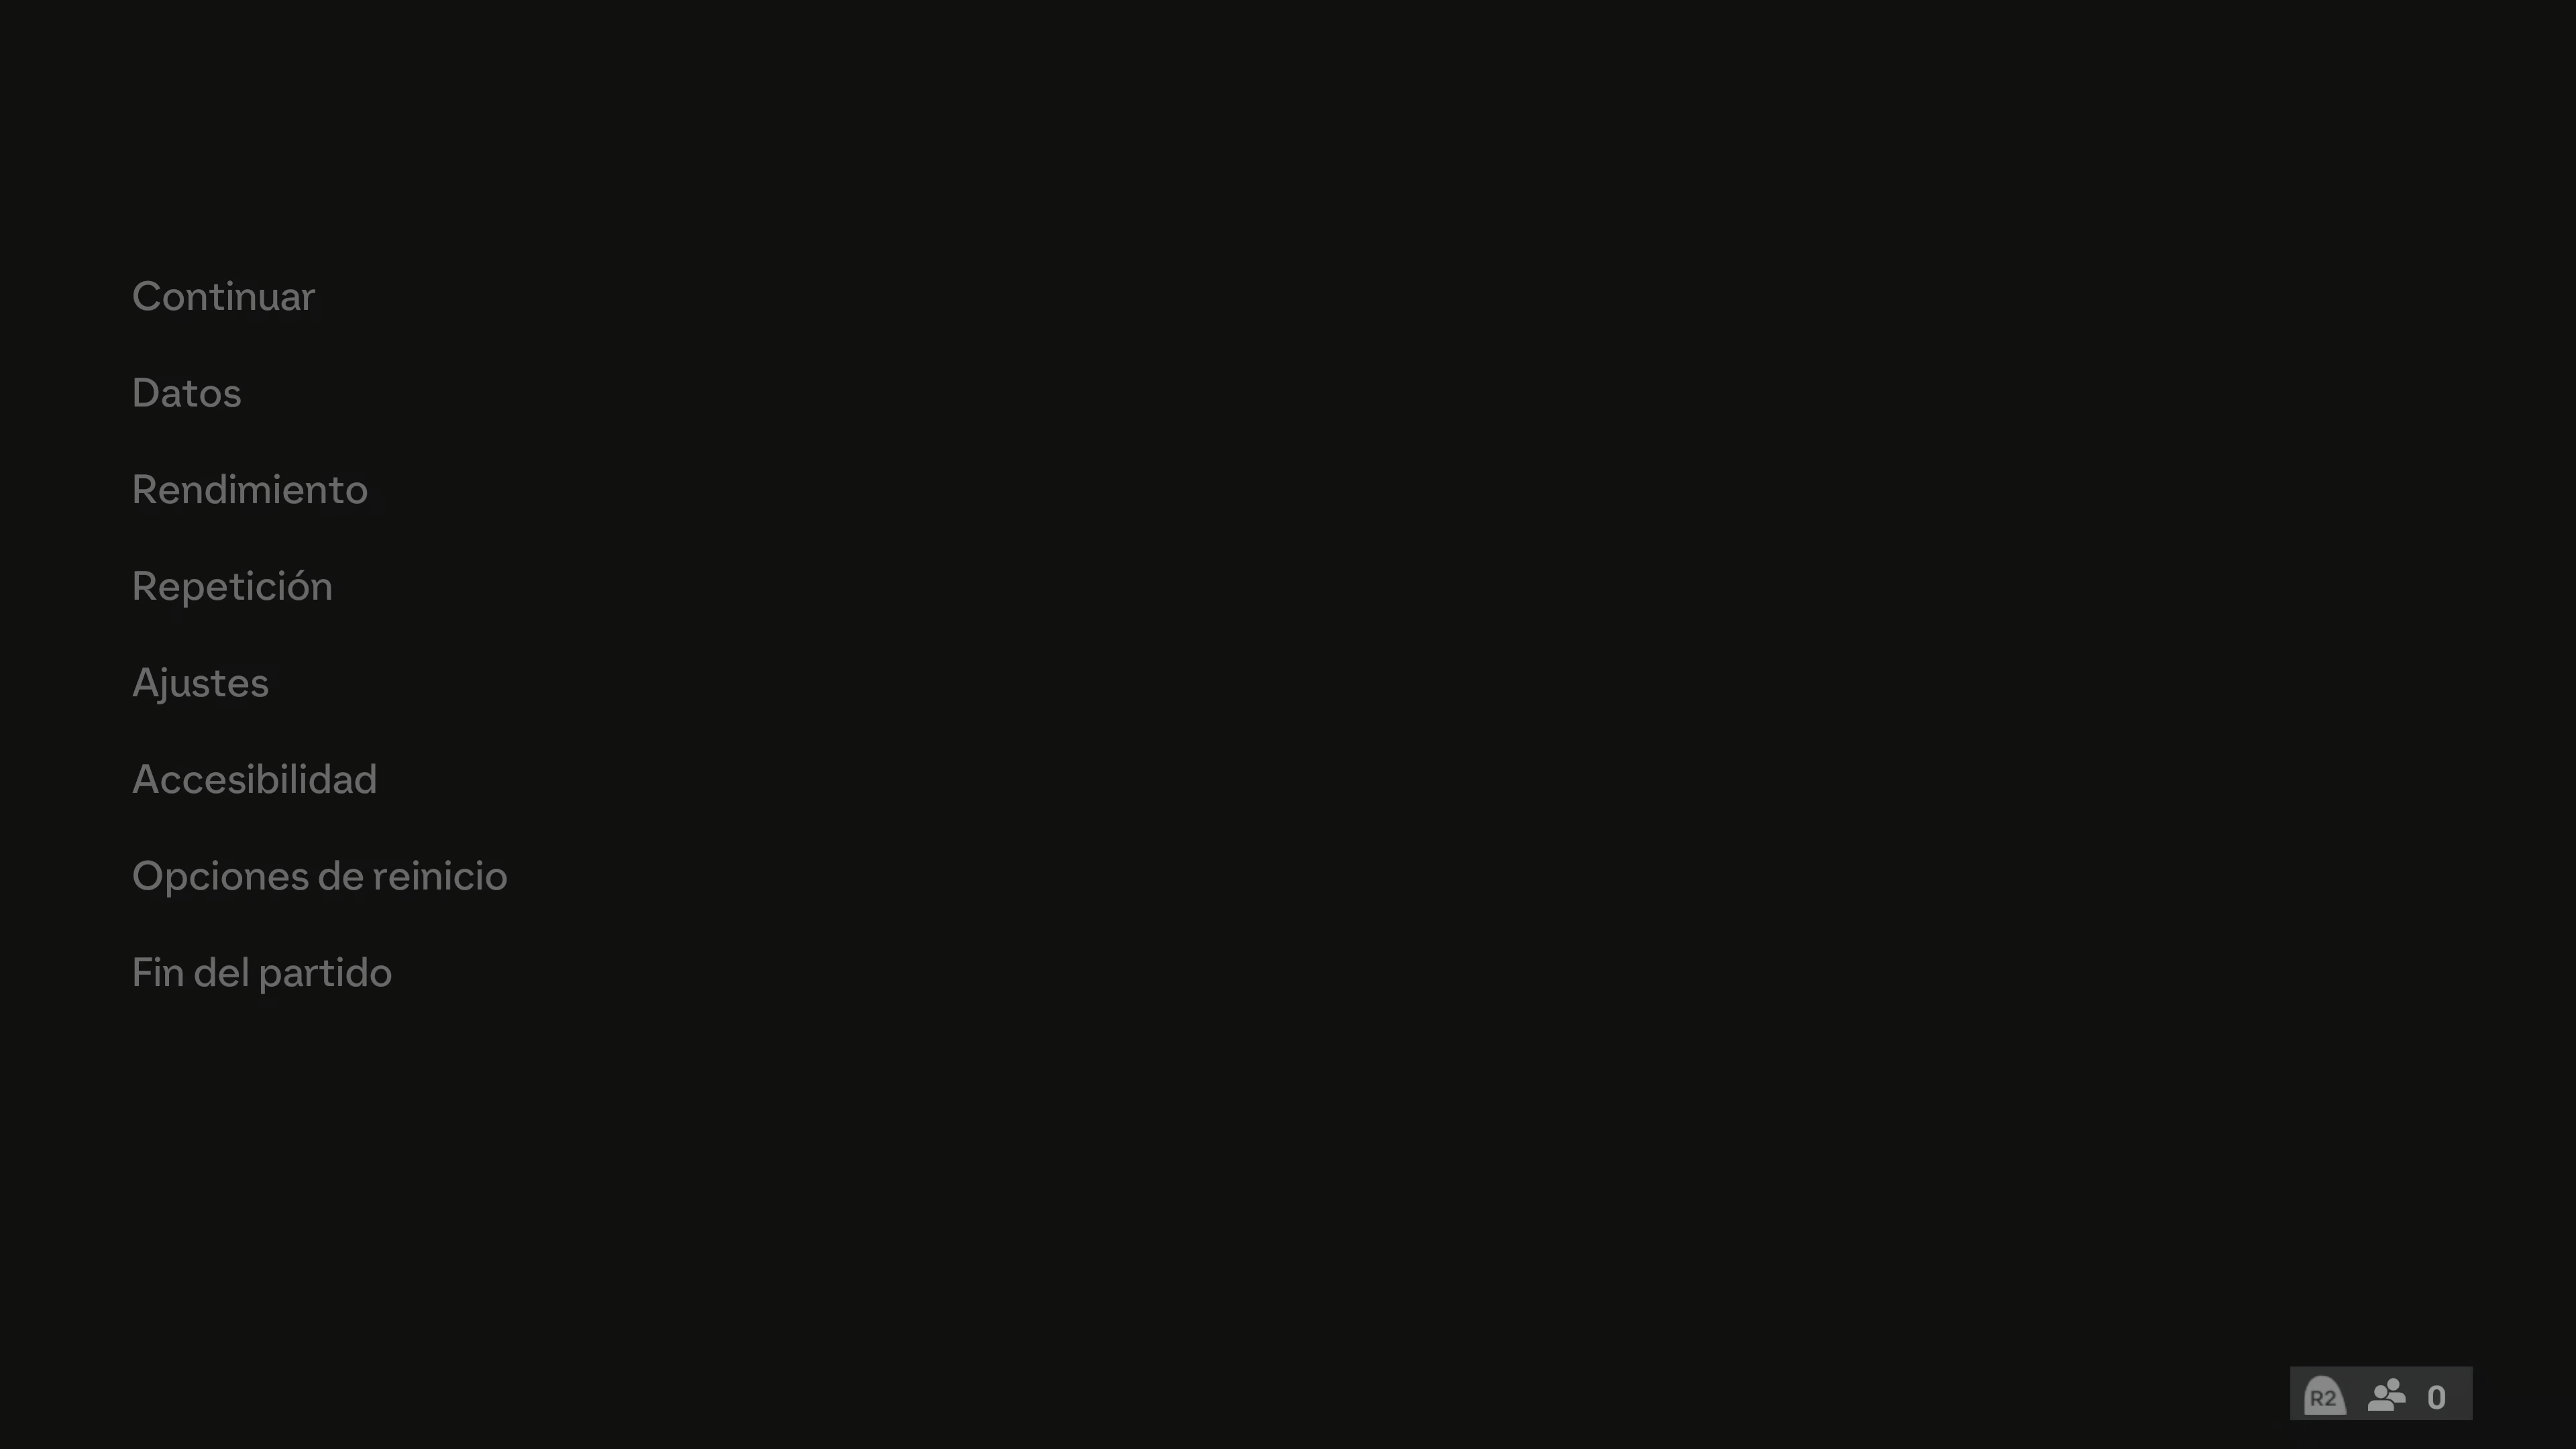 Continuar
Datos
Rendimiento
Repetición
Ajustes
Accesibilidad
Opciones de reinicio
Fin del partido
R2 0